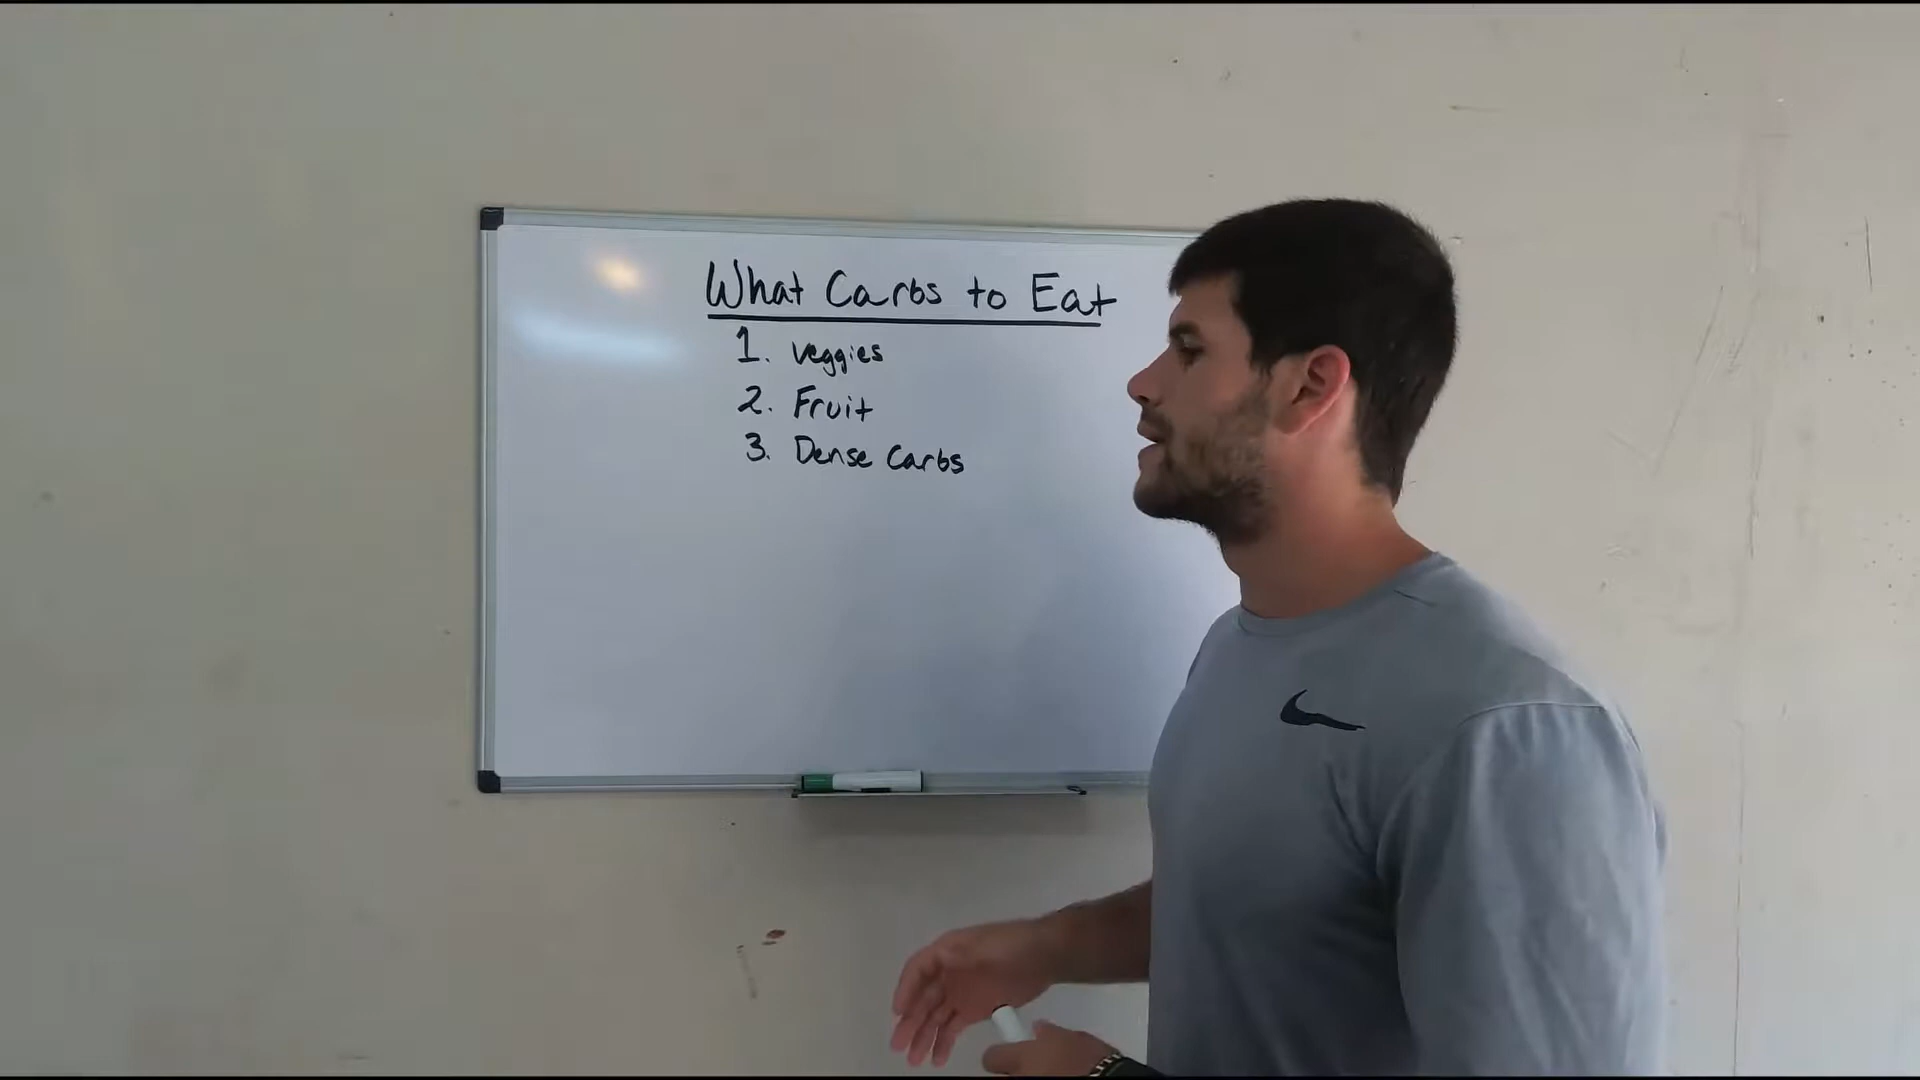 What Carbs to Eat
1. veggies
2. Fruit
3. Dense Carbs